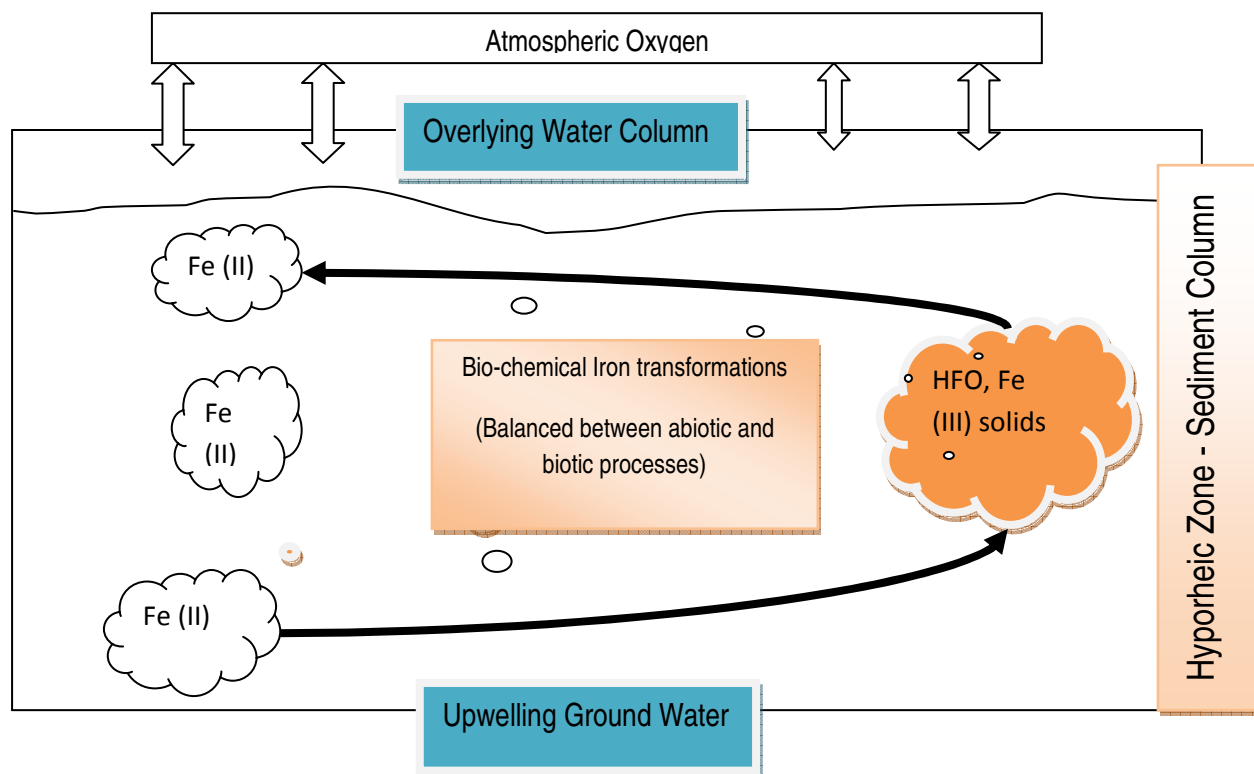 Atmospheric Oxygen
Overlying Water Column
Fe (II)
Fe
(II)
Fe (II)
Bio-chemical Iron transformations
(Balanced between abiotic and
biotic processes)
HFO, Fe
(III) solids
Hyporheic Zone - Sediment Column
Upwelling Ground Water